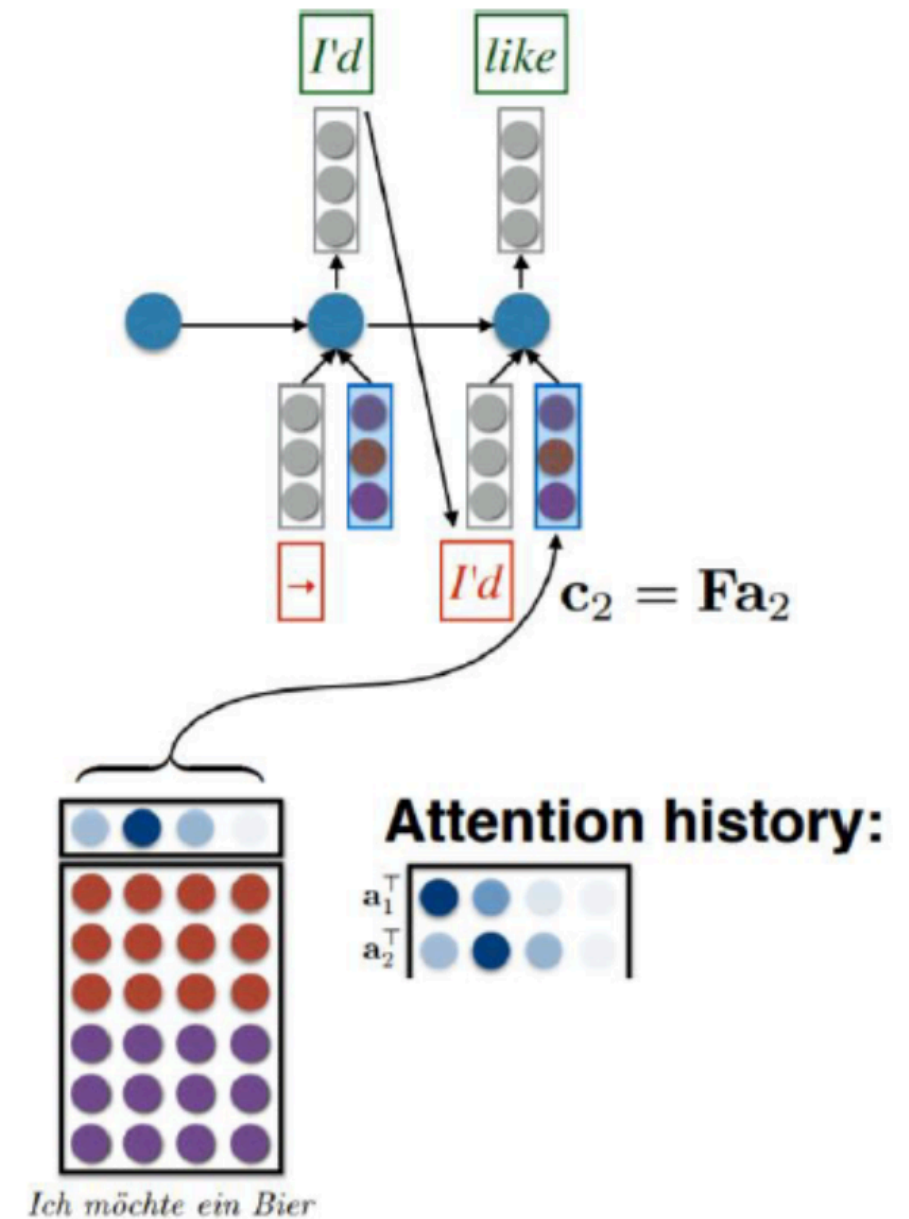 I'd like
→ I'd
c₂ = Fa₂
Attention history:
a₁⊤
a₂⊤
Ich möchte ein Bier